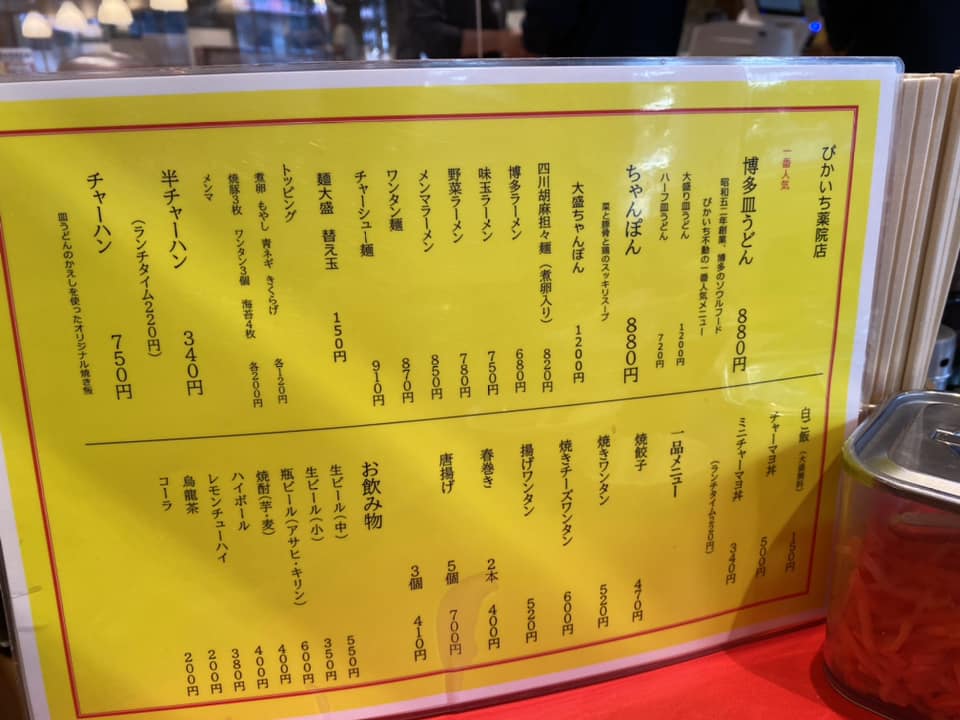 ぴかいち薬院店
一番人気
博多皿うどん 880円
昭和五二年創業、博多のソウルフード
ぴかいち不動の一番人気メニュー
大盛り皿うどん 1200円
ハーフ皿うどん 720円
ちゃんぽん 880円
菜と豚骨と鶏のスッキリスープ
大盛ちゃんぽん 1200円
四川胡麻担々麺(煮卵入り) 820円
博多ラーメン 680円
味玉ラーメン 750円
野菜ラーメン 780円
メンマラーメン 850円
ワンタン麺 870円
チャーシュー麺 910円
麺大盛 替え玉 150円
トッピング
煮卵 もやし 青ネギ きくらげ 各120円
焼豚3枚 ワンタン3個 海苔4枚 各200円
メンマ
半チャーハン 340円
(ランチタイム220円)
チャーハン 750円
皿うどんのかえしを使ったオリジナル焼き飯
白ご飯(大盛無料) 150円
チャーマヨ丼 500円
ミニチャーマヨ丼 340円
(ランチタイム220円)
一品メニュー
焼餃子 470円
焼きワンタン 520円
焼きチーズワンタン 600円
揚げワンタン 520円
春巻き 2本 400円
唐揚げ 5個 700円
3個 410円
お飲み物
生ビール(中) 550円
生ビール(小) 350円
瓶ビール(アサヒ・キリン) 600円
焼酎(芋・麦) 400円
ハイボール 400円
レモンチューハイ 380円
烏龍茶 200円
コーラ 200円